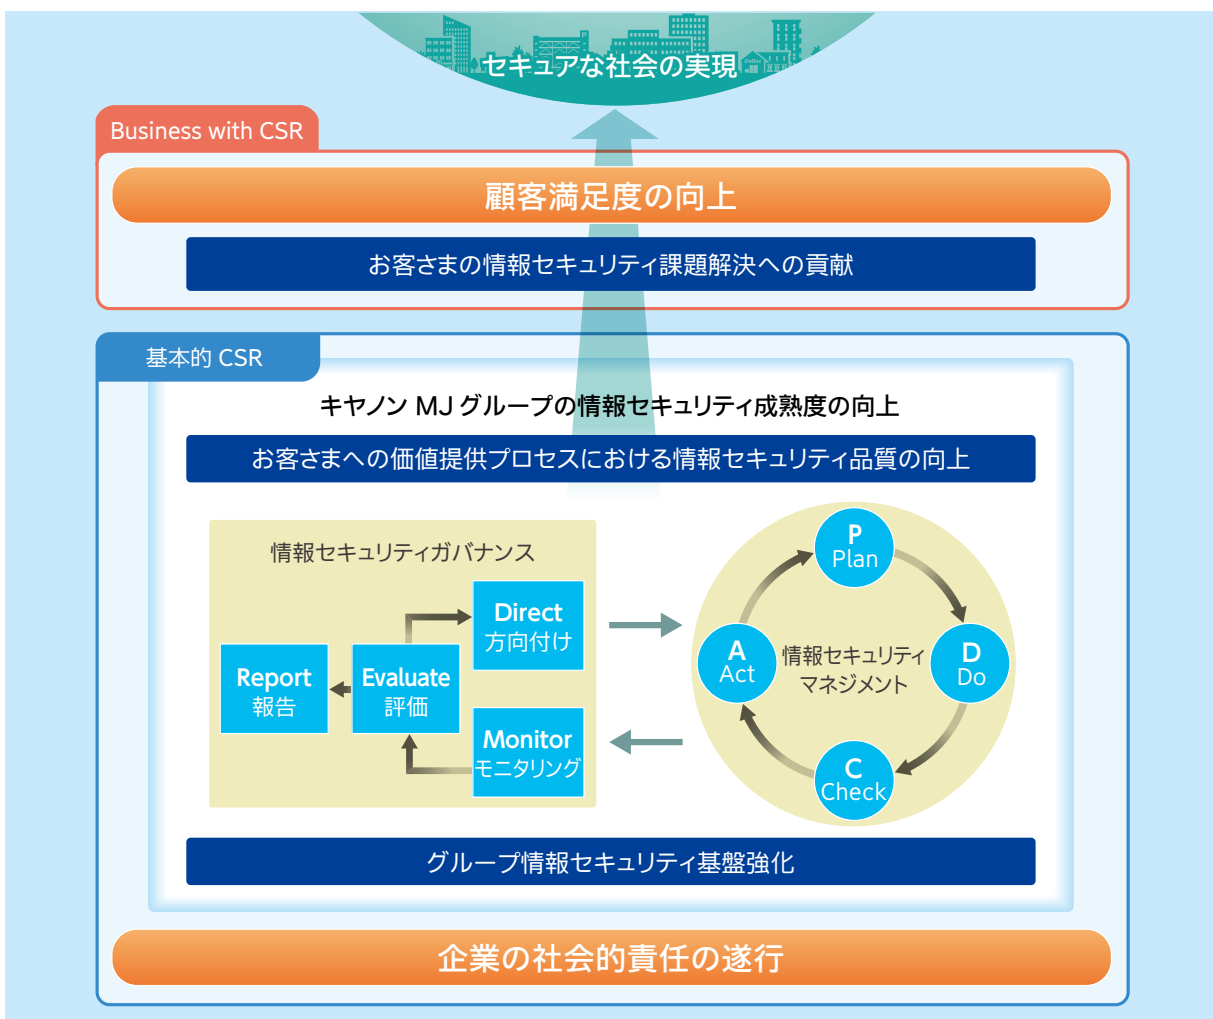 セキュアな社会の実現
Business with CSR
顧客満足度の向上
お客さまの情報セキュリティ課題解決への貢献
基本的 CSR
キヤノン MJ グループの情報セキュリティ成熟度の向上
お客さまへの価値提供プロセスにおける情報セキュリティ品質の向上
情報セキュリティガバナンス
Direct
方向付け
Report
報告
Evaluate
評価
Monitor
モニタリング
P
Plan
A
Act
情報セキュリティ
マネジメント
D
Do
C
Check
グループ情報セキュリティ基盤強化
企業の社会的責任の遂行